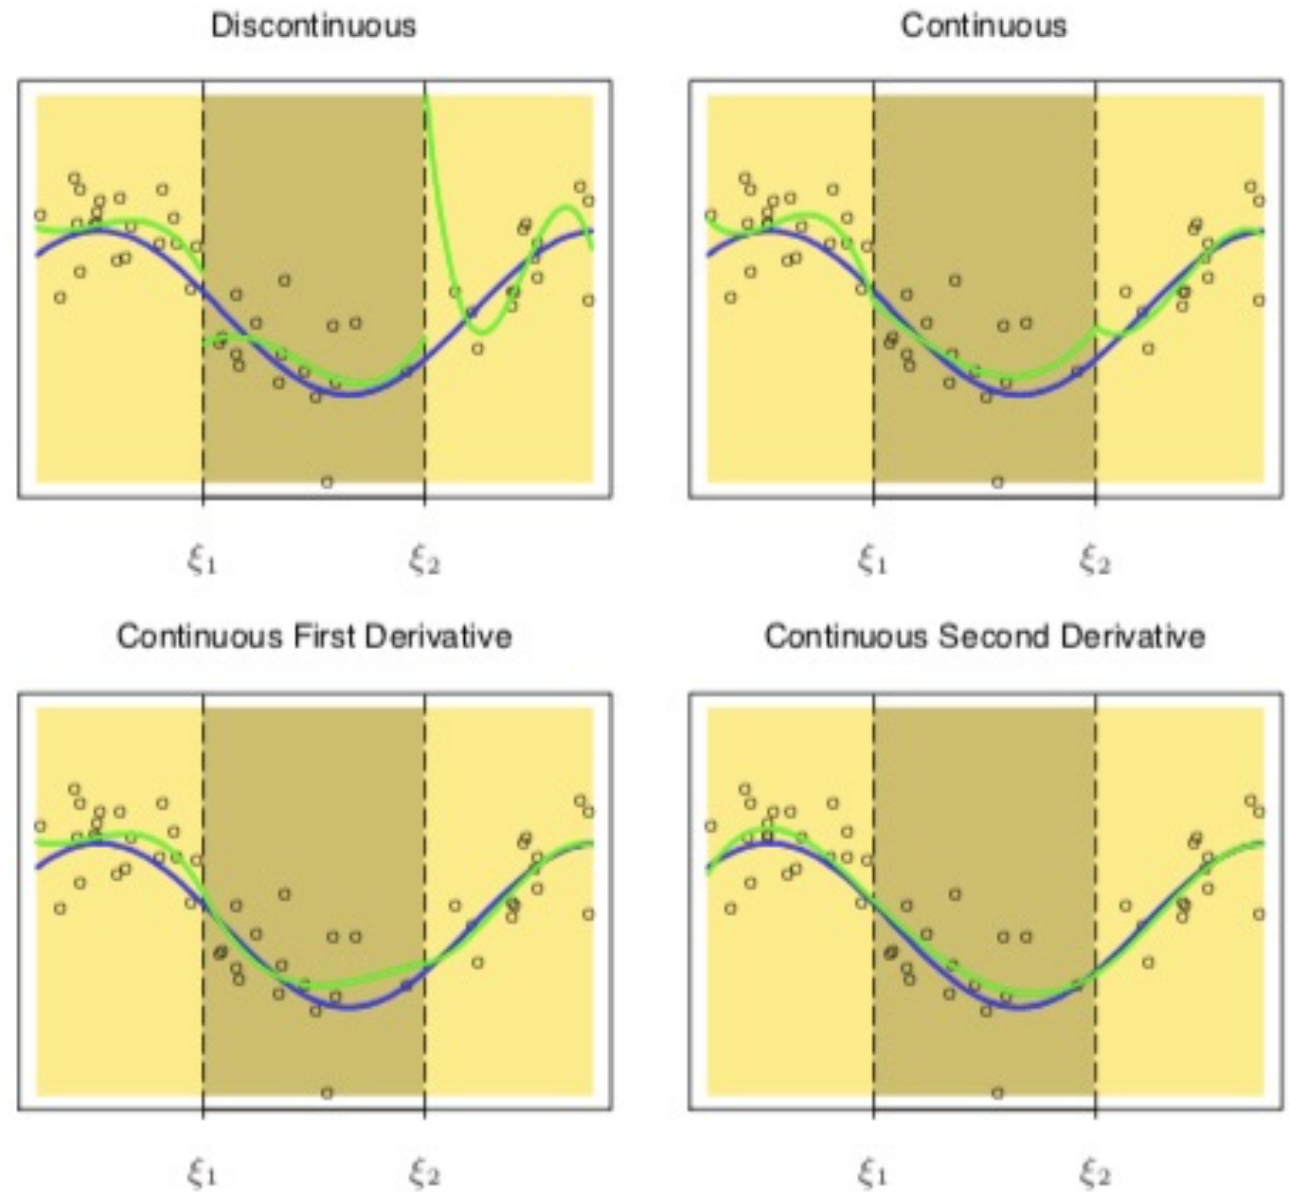 Discontinuous
Continuous
ξ1 ξ2
ξ1 ξ2
Continuous First Derivative
Continuous Second Derivative
ξ1 ξ2
ξ1 ξ2